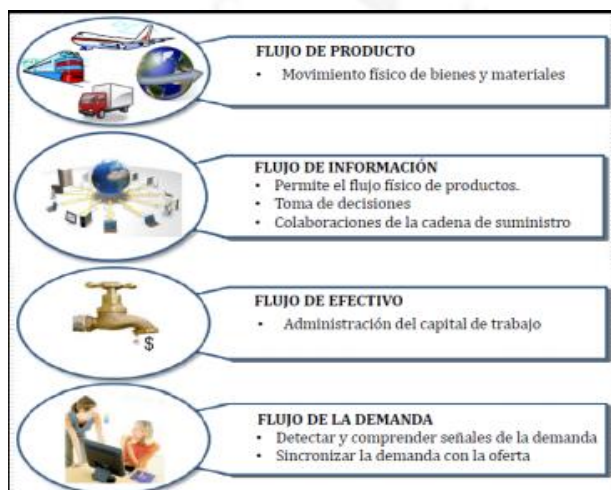 FLUJO DE PRODUCTO
• Movimiento físico de bienes y materiales
FLUJO DE INFORMACIÓN
• Permite el flujo físico de productos.
• Toma de decisiones
• Colaboraciones de la cadena de suministro
FLUJO DE EFECTIVO
• Administración del capital de trabajo
$
FLUJO DE LA DEMANDA
• Detectar y comprender señales de la demanda
• Sincronizar la demanda con la oferta